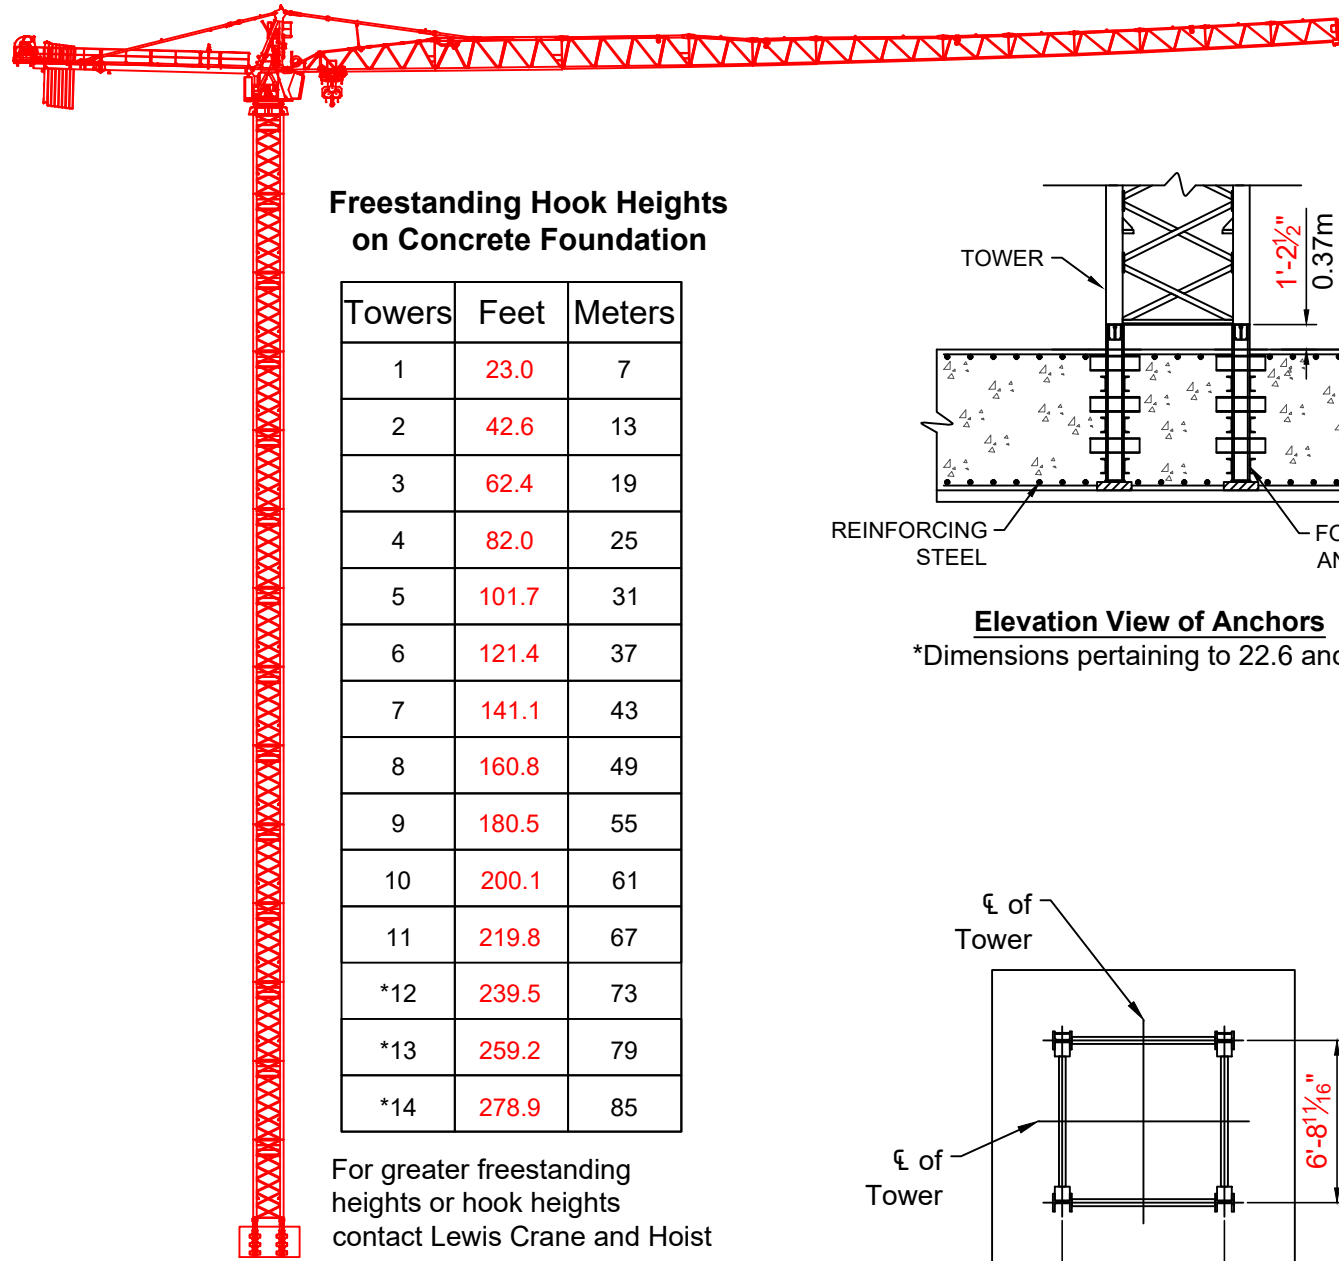 Freestanding Hook Heights
on Concrete Foundation
Towers Feet Meters
1 23.0 7
2 42.6 13
3 62.4 19
4 82.0 25
5 101.7 31
6 121.4 37
7 141.1 43
8 160.8 49
9 180.5 55
10 200.1 61
11 219.8 67
*12 239.5 73
*13 259.2 79
*14 278.9 85
For greater freestanding
heights or hook heights
contact Lewis Crane and Hoist
TOWER
1'-2½"
0.37m
REINFORCING
STEEL
FO
AN
Elevation View of Anchors
*Dimensions pertaining to 22.6 and
℄ of
Tower
℄ of
Tower
6'-8¹¹⁄₁₆"